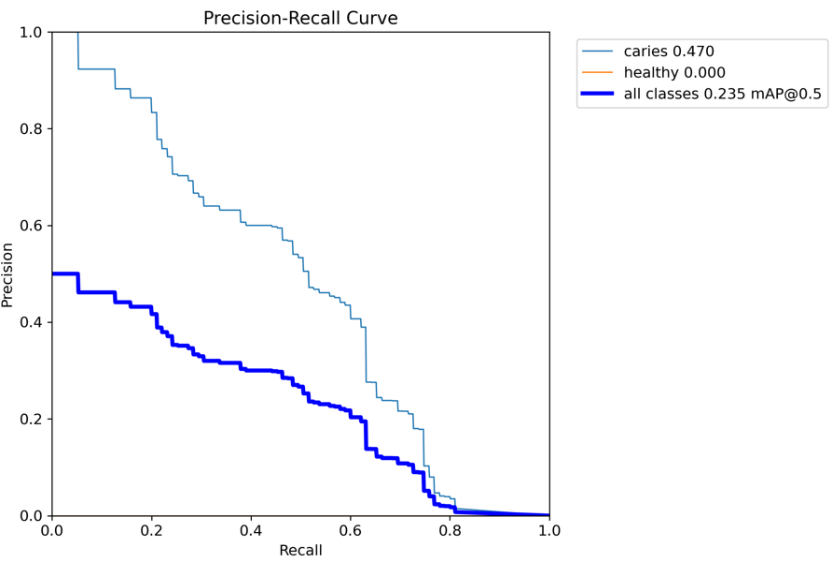 Precision-Recall Curve
caries 0.470
healthy 0.000
all classes 0.235 mAP@0.5
1.0
0.8
0.6
0.4
0.2
0.0
Precision
0.0 0.2 0.4 0.6 0.8 1.0
Recall